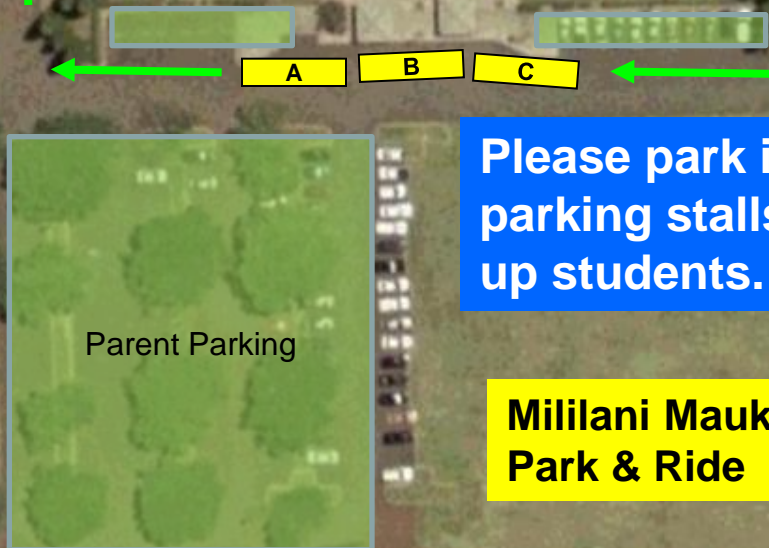 A B C
Please park i
parking stalls
up students.
Parent Parking
Mililani Mauk
Park & Ride